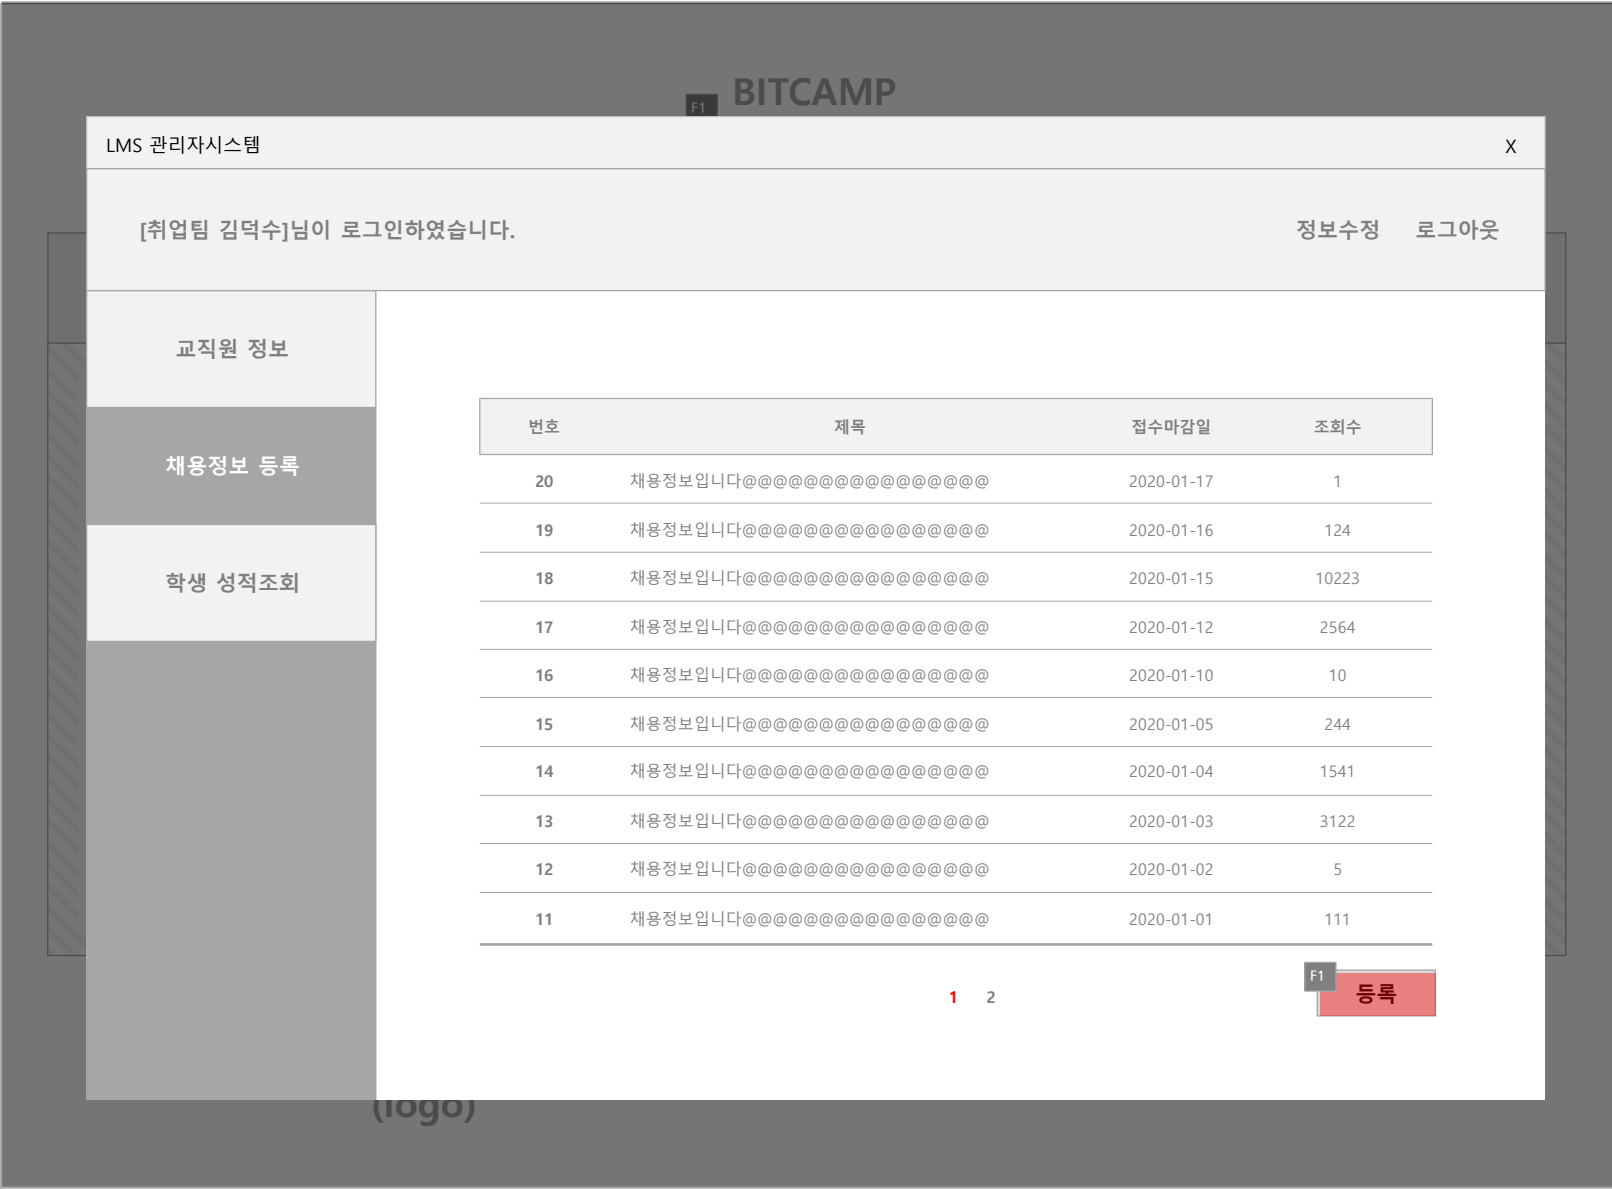 BITCAMP
F1
LMS 관리자시스템 X
[취업팀 김덕수]님이 로그인하였습니다. 정보수정 로그아웃
교직원 정보
채용정보 등록
학생 성적조회
번호 제목 접수마감일 조회수
20 채용정보입니다@@@@@@@@@@@@@@@@ 2020-01-17 1
19 채용정보입니다@@@@@@@@@@@@@@@@ 2020-01-16 124
18 채용정보입니다@@@@@@@@@@@@@@@@ 2020-01-15 10223
17 채용정보입니다@@@@@@@@@@@@@@@@ 2020-01-12 2564
16 채용정보입니다@@@@@@@@@@@@@@@@ 2020-01-10 10
15 채용정보입니다@@@@@@@@@@@@@@@@ 2020-01-05 244
14 채용정보입니다@@@@@@@@@@@@@@@@ 2020-01-04 1541
13 채용정보입니다@@@@@@@@@@@@@@@@ 2020-01-03 3122
12 채용정보입니다@@@@@@@@@@@@@@@@ 2020-01-02 5
11 채용정보입니다@@@@@@@@@@@@@@@@ 2020-01-01 111
1 2
F1
등록
(logo)